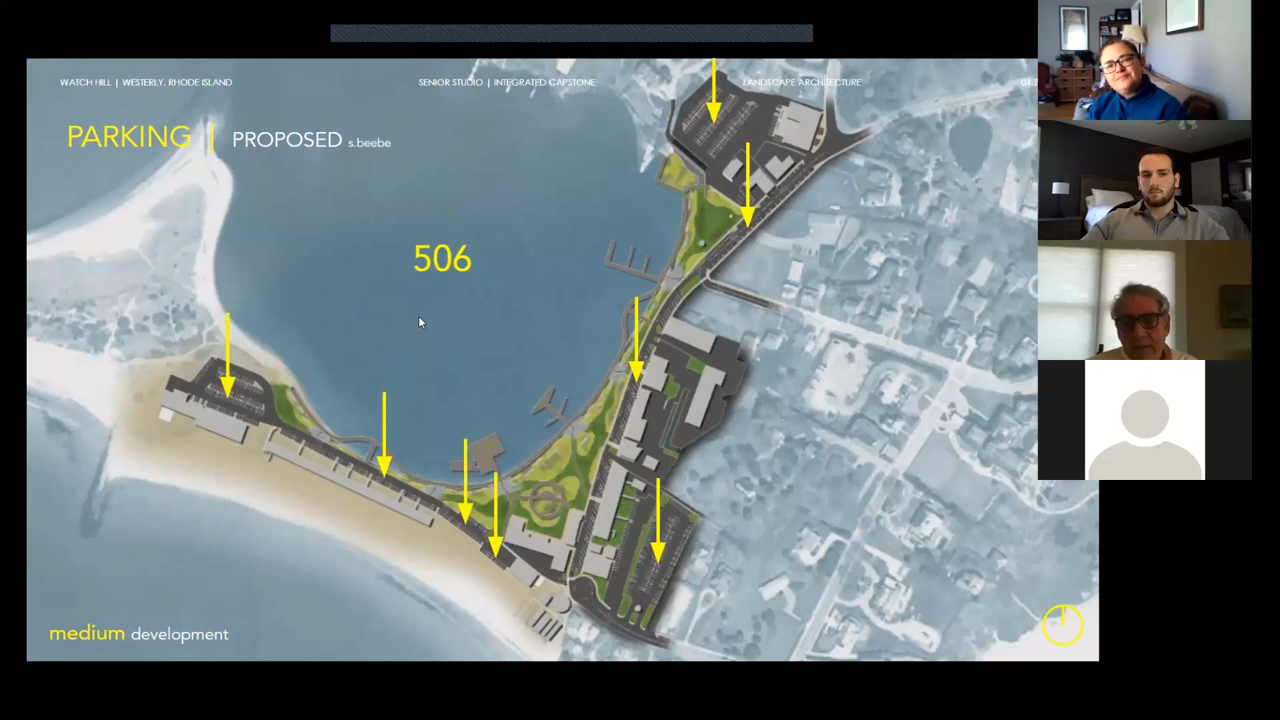 WATCH HILL | WESTERLY, RHODE ISLAND
SENIOR STUDIO | INTEGRATED CAPSTONE
LANDSCAPE ARCHITECTURE
PARKING | PROPOSED s.beebe
506
medium development